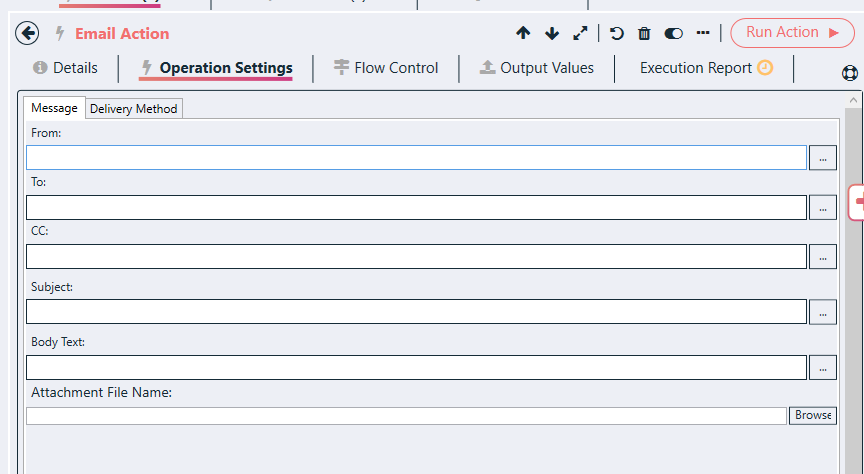 Email Action
Run Action
Details
Operation Settings
Flow Control
Output Values
Execution Report
Message
Delivery Method
From:
...
To:
...
CC:
...
Subject:
...
Body Text:
...
Attachment File Name:
Browse